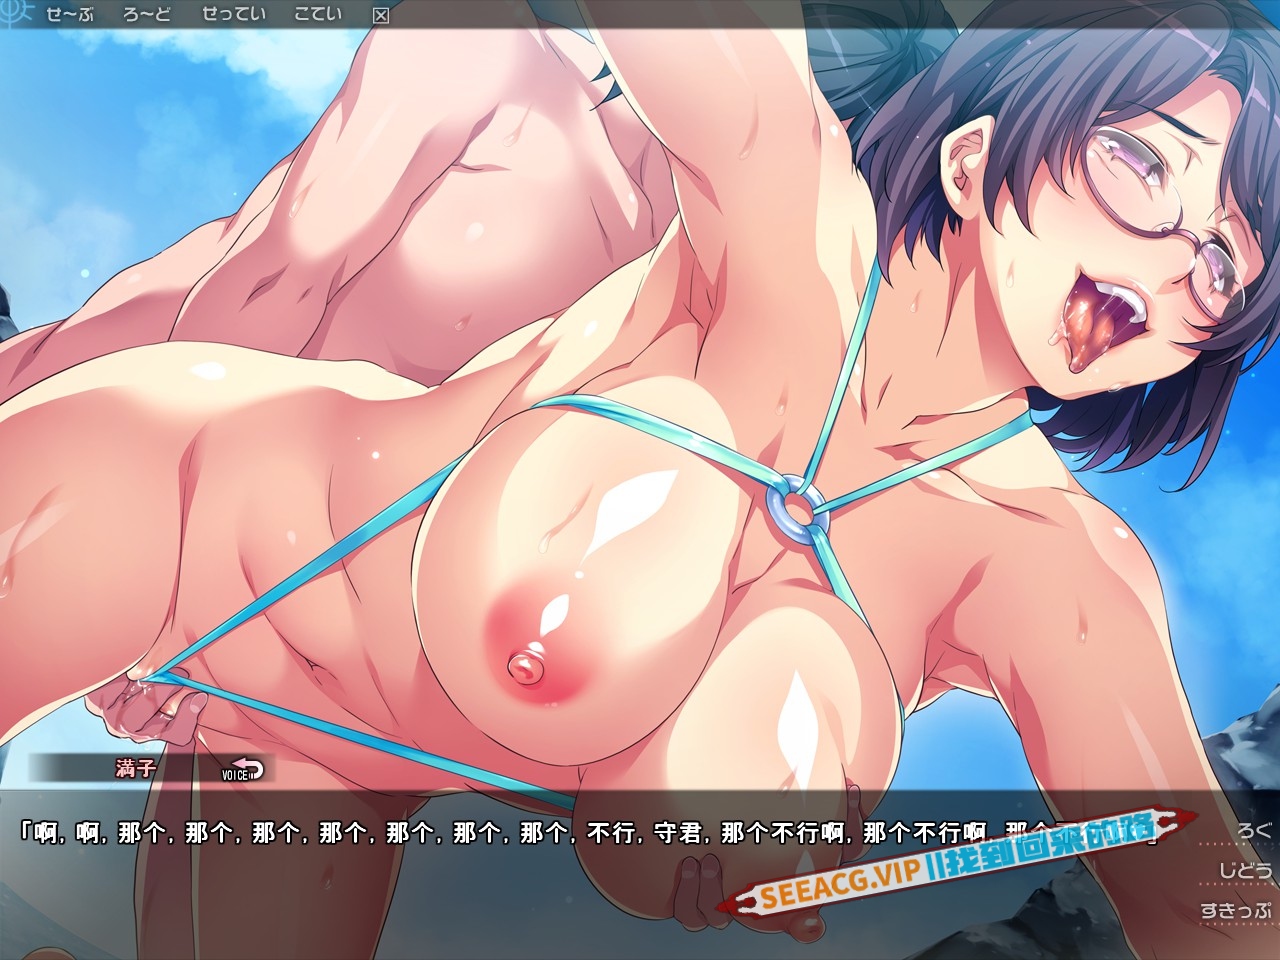 せ～ぶ ろ～ど せってい こてい
満子
VOICE
「啊, 啊, 那个, 那个, 那个, 那个, 那个, 那个, 那个, 不行, 守君, 那个不行啊, 那个不行啊, 那个
SEEACG.VIP||找到回家的路
ろぐ
じどう
すきっぷ